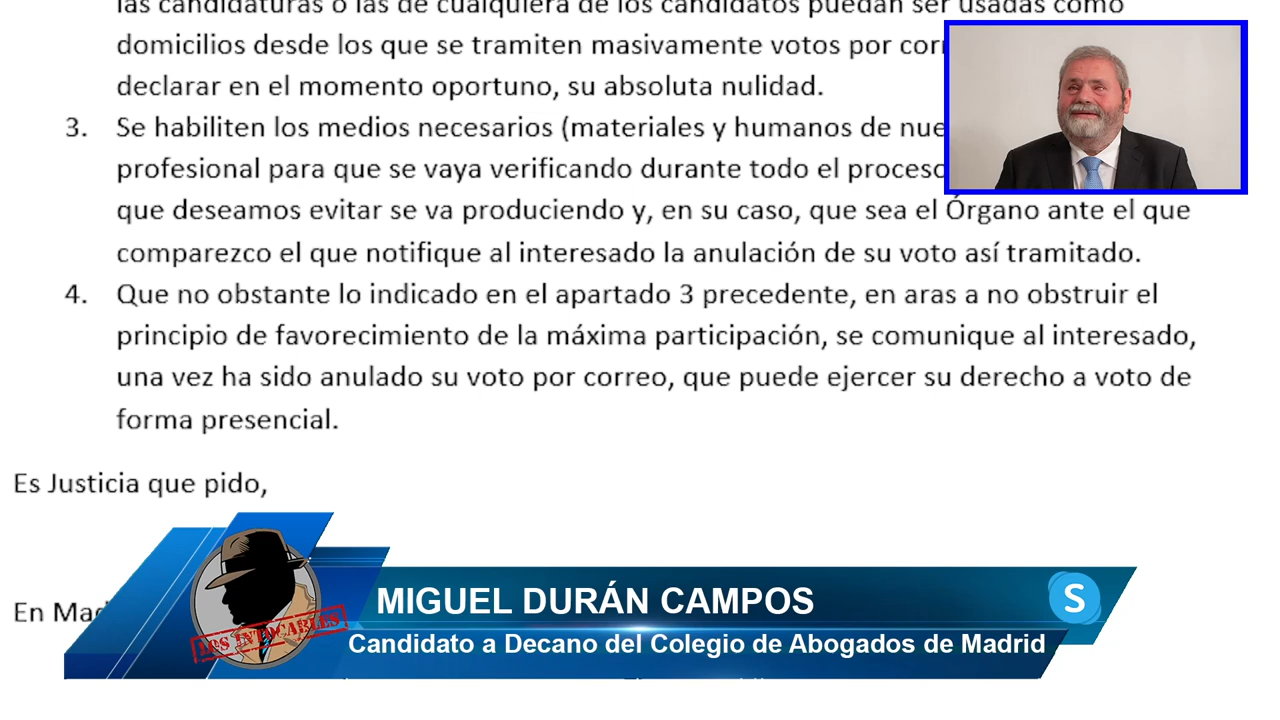 las candidaturas o las de cualquiera de los candidatos puedan ser usadas como
domicilios desde los que se tramiten masivamente votos por
declarar en el momento oportuno, su absoluta nulidad.
3. Se habiliten los medios necesarios (materiales y humanos de
profesional para que se vaya verificando durante todo el proceso
que deseamos evitar se va produciendo y, en su caso, que sea el Órgano ante el que
comparezco el que notifique al interesado la anulación de su voto así tramitado.
4. Que no obstante lo indicado en el apartado 3 precedente, en aras a no obstruir el
principio de favorecimiento de la máxima participación, se comunique al interesado,
una vez ha sido anulado su voto por correo, que puede ejercer su derecho a voto de
forma presencial.
Es Justicia que pido,
En
LOS INTOCABLES
MIGUEL DURÁN CAMPOS
S
Candidato a Decano del Colegio de Abogados de Madrid